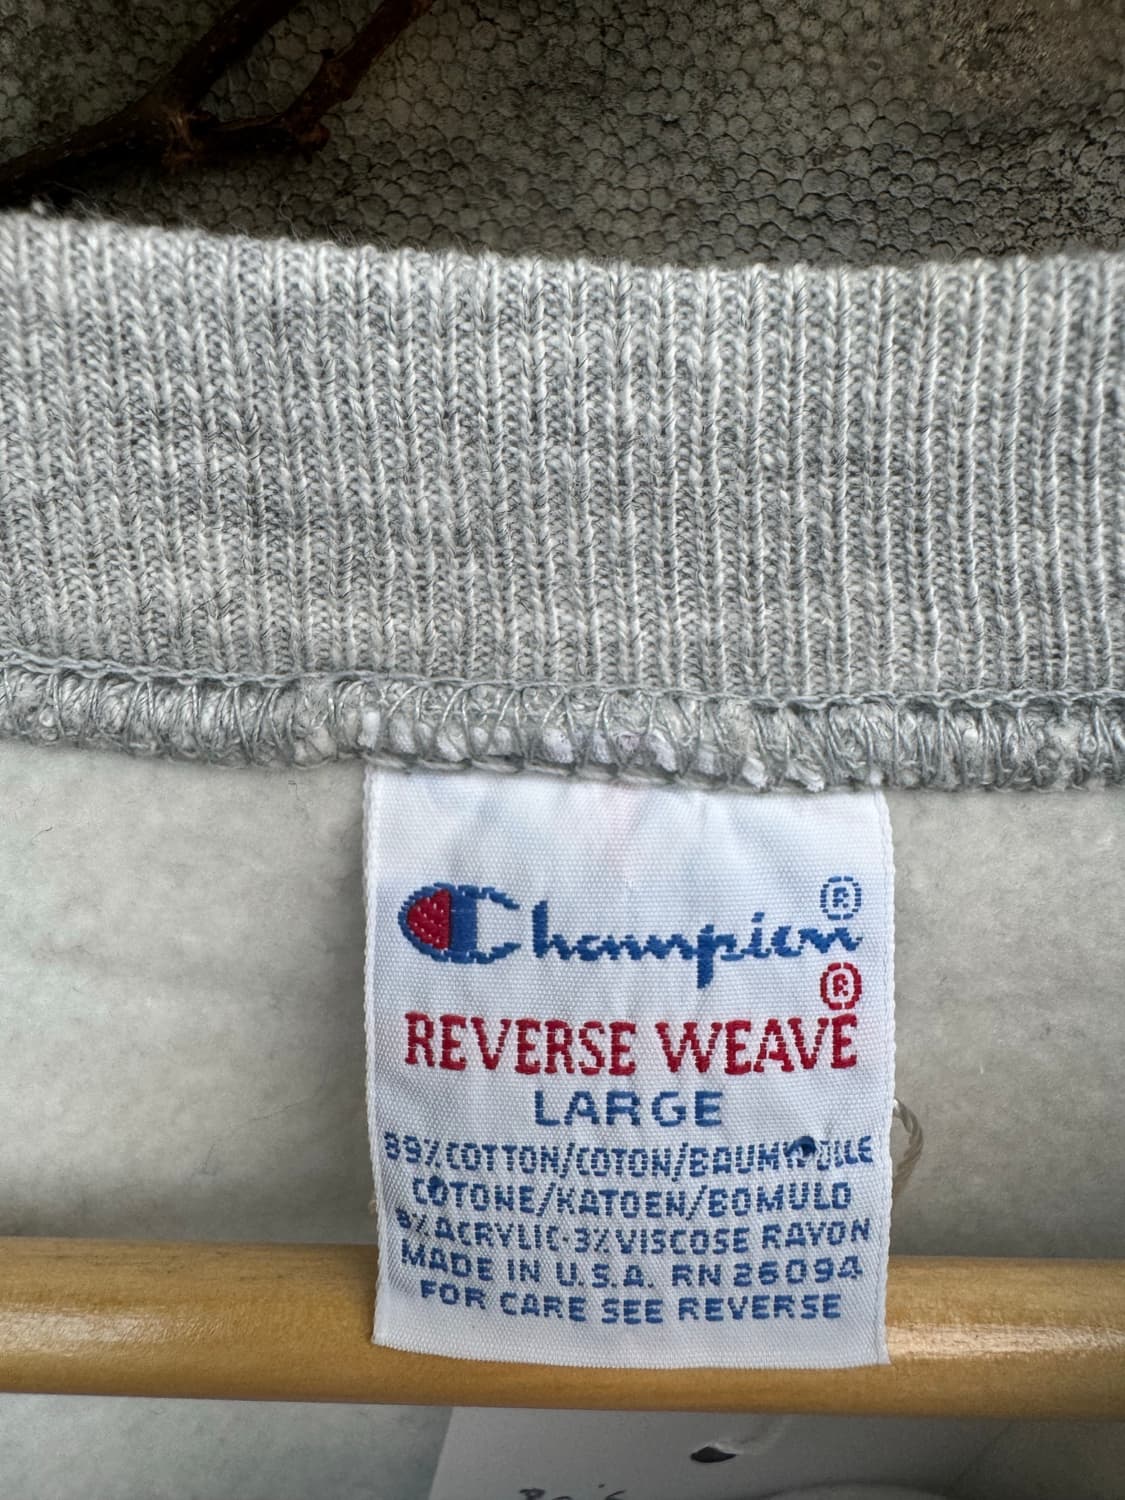 Champion®
®
REVERSE WEAVE
LARGE
89% COTTON/COTON/BAUMWOLLE
COTONE/KATOEN/BOMULD
8% ACRYLIC·3% VISCOSE RAYON
MADE IN U.S.A. RN 26094
FOR CARE SEE REVERSE